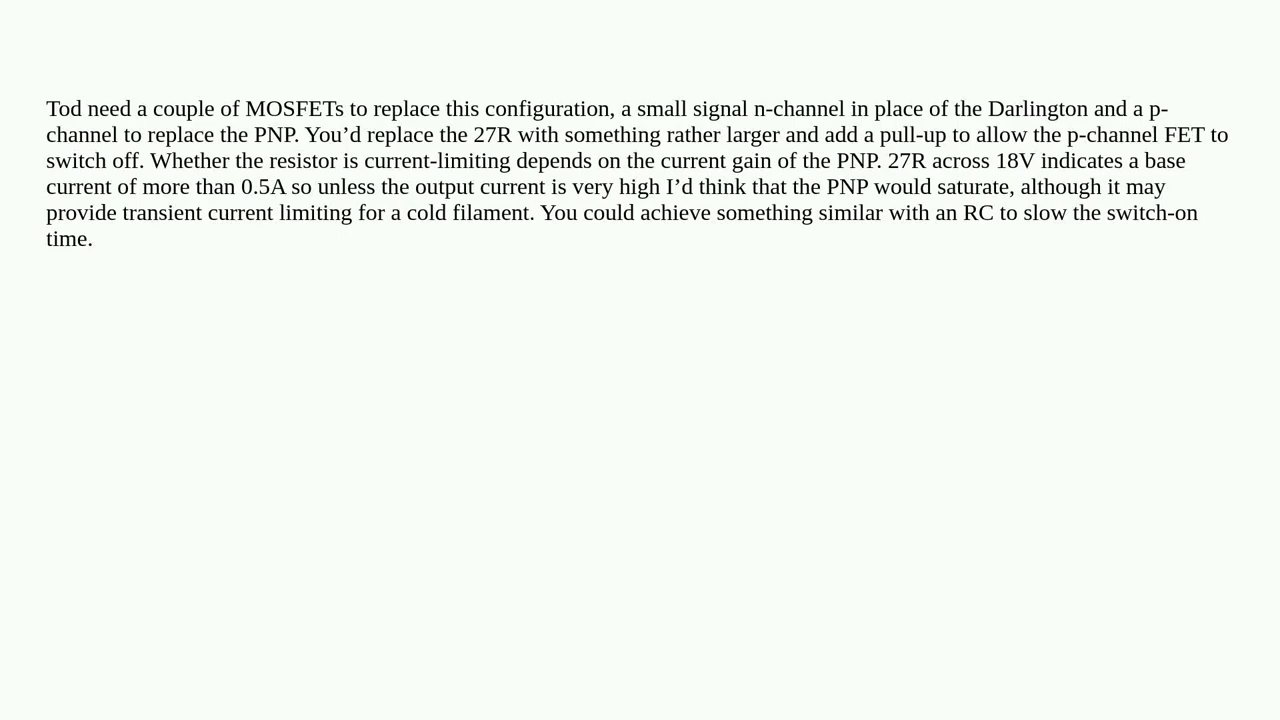 Tod need a couple of MOSFETs to replace this configuration, a small signal n-channel in place of the Darlington and a p-
channel to replace the PNP. You’d replace the 27R with something rather larger and add a pull-up to allow the p-channel FET to
switch off. Whether the resistor is current-limiting depends on the current gain of the PNP. 27R across 18V indicates a base
current of more than 0.5A so unless the output current is very high I’d think that the PNP would saturate, although it may
provide transient current limiting for a cold filament. You could achieve something similar with an RC to slow the switch-on
time.